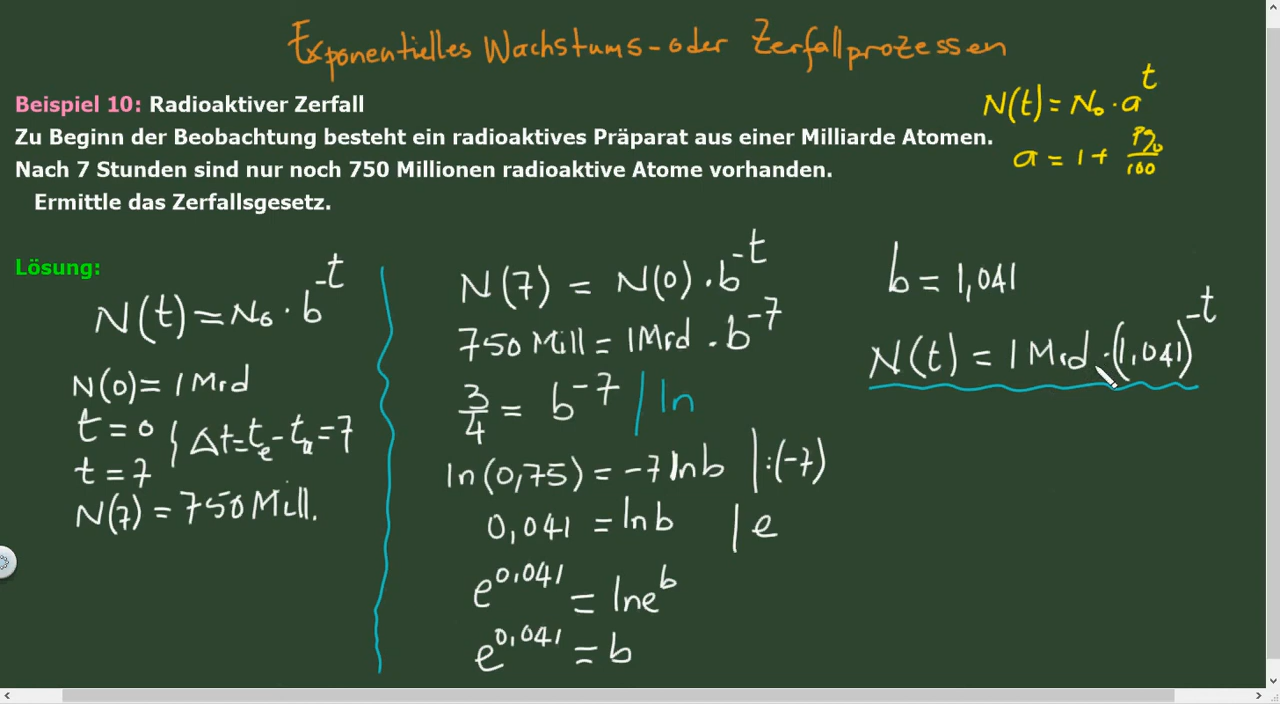 Exponentielles Wachstums-oder Zerfallprozessen
N(t) = N₀ · a^t
a = 1 + p%/100
Beispiel 10: Radioaktiver Zerfall
Zu Beginn der Beobachtung besteht ein radioaktives Präparat aus einer Milliarde Atomen.
Nach 7 Stunden sind nur noch 750 Millionen radioaktive Atome vorhanden.
Ermittle das Zerfallsgesetz.
Lösung:
N(t) = N₀ · b^-t
N(0) = 1 Mrd
t = 0
t = 7
Δt = t_e - t_a = 7
N(7) = 750 Mill.
N(7) = N(0) · b^-t
750 Mill = 1 Mrd · b^-7
3/4 = b^-7 | ln
ln(0,75) = -7 ln b | :(-7)
0,041 = ln b | e
e^0,041 = ln e^b
e^0,041 = b
b = 1,041
N(t) = 1 Mrd · (1,041)^-t